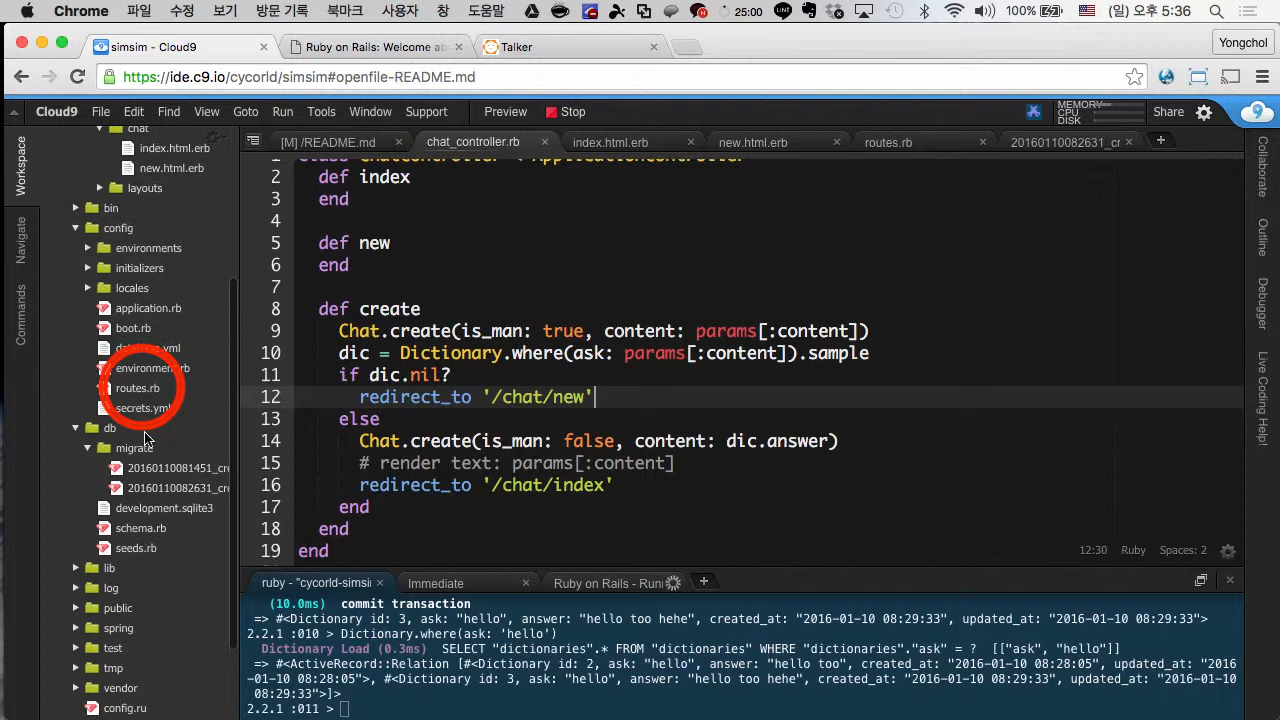 Chrome 파일 수정 보기 방문 기록 북마크 사용자 창 도움말 25:00 100% (일) 오후 5:36
simsim - Cloud9 Ruby on Rails: Welcome ab Talker Yongchol
https://ide.c9.io/cycorld/simsim#openfile-README.md
Cloud9 File Edit Find View Goto Run Tools Window Support Preview Stop MEMORY CPU DISK Share
[M] /README.md chat_controller.rb index.html.erb new.html.erb routes.rb 20160110082631_cr
Workspace
Navigate
Commands
chat
index.html.erb
new.html.erb
layouts
bin
config
environments
initializers
locales
application.rb
boot.rb
database.yml
environment.rb
routes.rb
secrets.yml
db
migrate
20160110081451_cre
20160110082631_cre
development.sqlite3
schema.rb
seeds.rb
lib
log
public
spring
test
tmp
vendor
config.ru
1 class ChatController < ApplicationController
2 def index
3 end
4
5 def new
6 end
7
8 def create
9 Chat.create(is_man: true, content: params[:content])
10 dic = Dictionary.where(ask: params[:content]).sample
11 if dic.nil?
12 redirect_to '/chat/new'
13 else
14 Chat.create(is_man: false, content: dic.answer)
15 # render text: params[:content]
16 redirect_to '/chat/index'
17 end
18 end
19 end
12:30 Ruby Spaces: 2
Collaborate
Outline
Debugger
Live Coding Help!
ruby - "cycorld-simsi Immediate Ruby on Rails - Run
(10.0ms) commit transaction
=> #<Dictionary id: 3, ask: "hello", answer: "hello too hehe", created_at: "2016-01-10 08:29:33", updated_at: "2016-01-10 08:29:33">
2.2.1 :010 > Dictionary.where(ask: 'hello')
Dictionary Load (0.3ms) SELECT "dictionaries".* FROM "dictionaries" WHERE "dictionaries"."ask" = ? [["ask", "hello"]]
=> #<ActiveRecord::Relation [#<Dictionary id: 2, ask: "hello", answer: "hello too", created_at: "2016-01-10 08:28:05", updated_at: "2016-01
-10 08:28:05">, #<Dictionary id: 3, ask: "hello", answer: "hello too hehe", created_at: "2016-01-10 08:29:33", updated_at: "2016-01-10
08:29:33">]>
2.2.1 :011 >